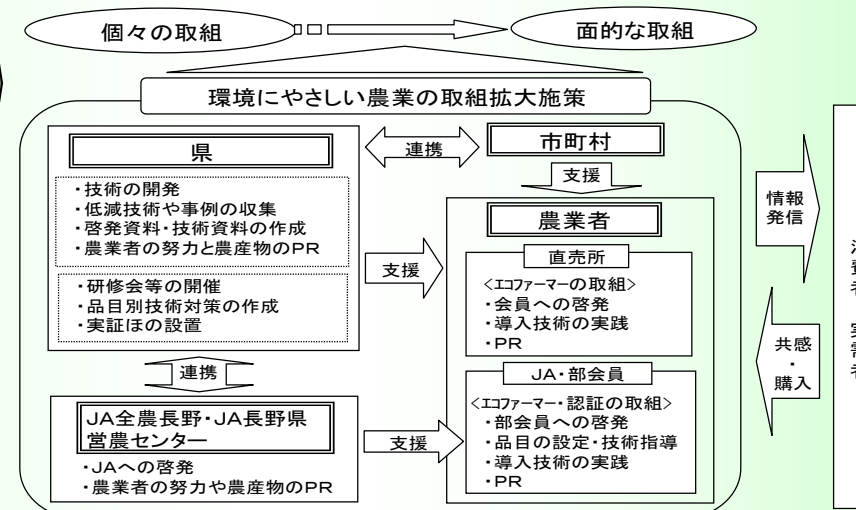 個々の取組
面的な取組
環境にやさしい農業の取組拡大施策
県
・技術の開発
・低減技術や事例の収集
・啓発資料・技術資料の作成
・農業者の努力と農産物のPR
・研修会等の開催
・品目別技術対策の作成
・実証ほの設置
連携
市町村
支援
農業者
直売所
<エコファーマーの取組>
・会員への啓発
・導入技術の実践
・PR
支援
JA・部会員
<エコファーマー・認証の取組>
・部会員への啓発
・品目の設定・技術指導
・導入技術の実践
・PR
連携
JA全農長野・JA長野県
営農センター
・JAへの啓発
・農業者の努力や農産物のPR
支援
情報
発信
共感
・
購入